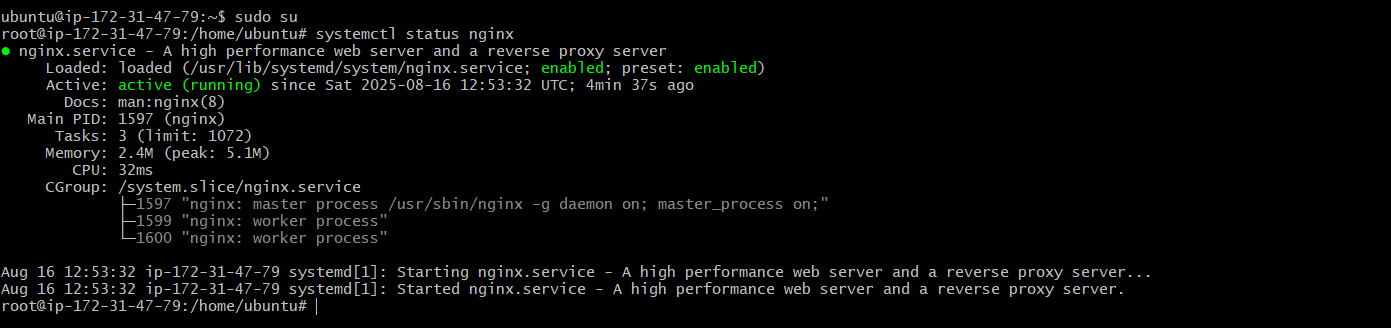 ubuntu@ip-172-31-47-79:~$ sudo su
root@ip-172-31-47-79:/home/ubuntu# systemctl status nginx
● nginx.service - A high performance web server and a reverse proxy server
     Loaded: loaded (/usr/lib/systemd/system/nginx.service; enabled; preset: enabled)
     Active: active (running) since Sat 2025-08-16 12:53:32 UTC; 4min 37s ago
       Docs: man:nginx(8)
   Main PID: 1597 (nginx)
      Tasks: 3 (limit: 1072)
     Memory: 2.4M (peak: 5.1M)
        CPU: 32ms
     CGroup: /system.slice/nginx.service
             ├─1597 "nginx: master process /usr/sbin/nginx -g daemon on; master_process on;"
             ├─1599 "nginx: worker process"
             └─1600 "nginx: worker process"

Aug 16 12:53:32 ip-172-31-47-79 systemd[1]: Starting nginx.service - A high performance web server and a reverse proxy server...
Aug 16 12:53:32 ip-172-31-47-79 systemd[1]: Started nginx.service - A high performance web server and a reverse proxy server.
root@ip-172-31-47-79:/home/ubuntu#